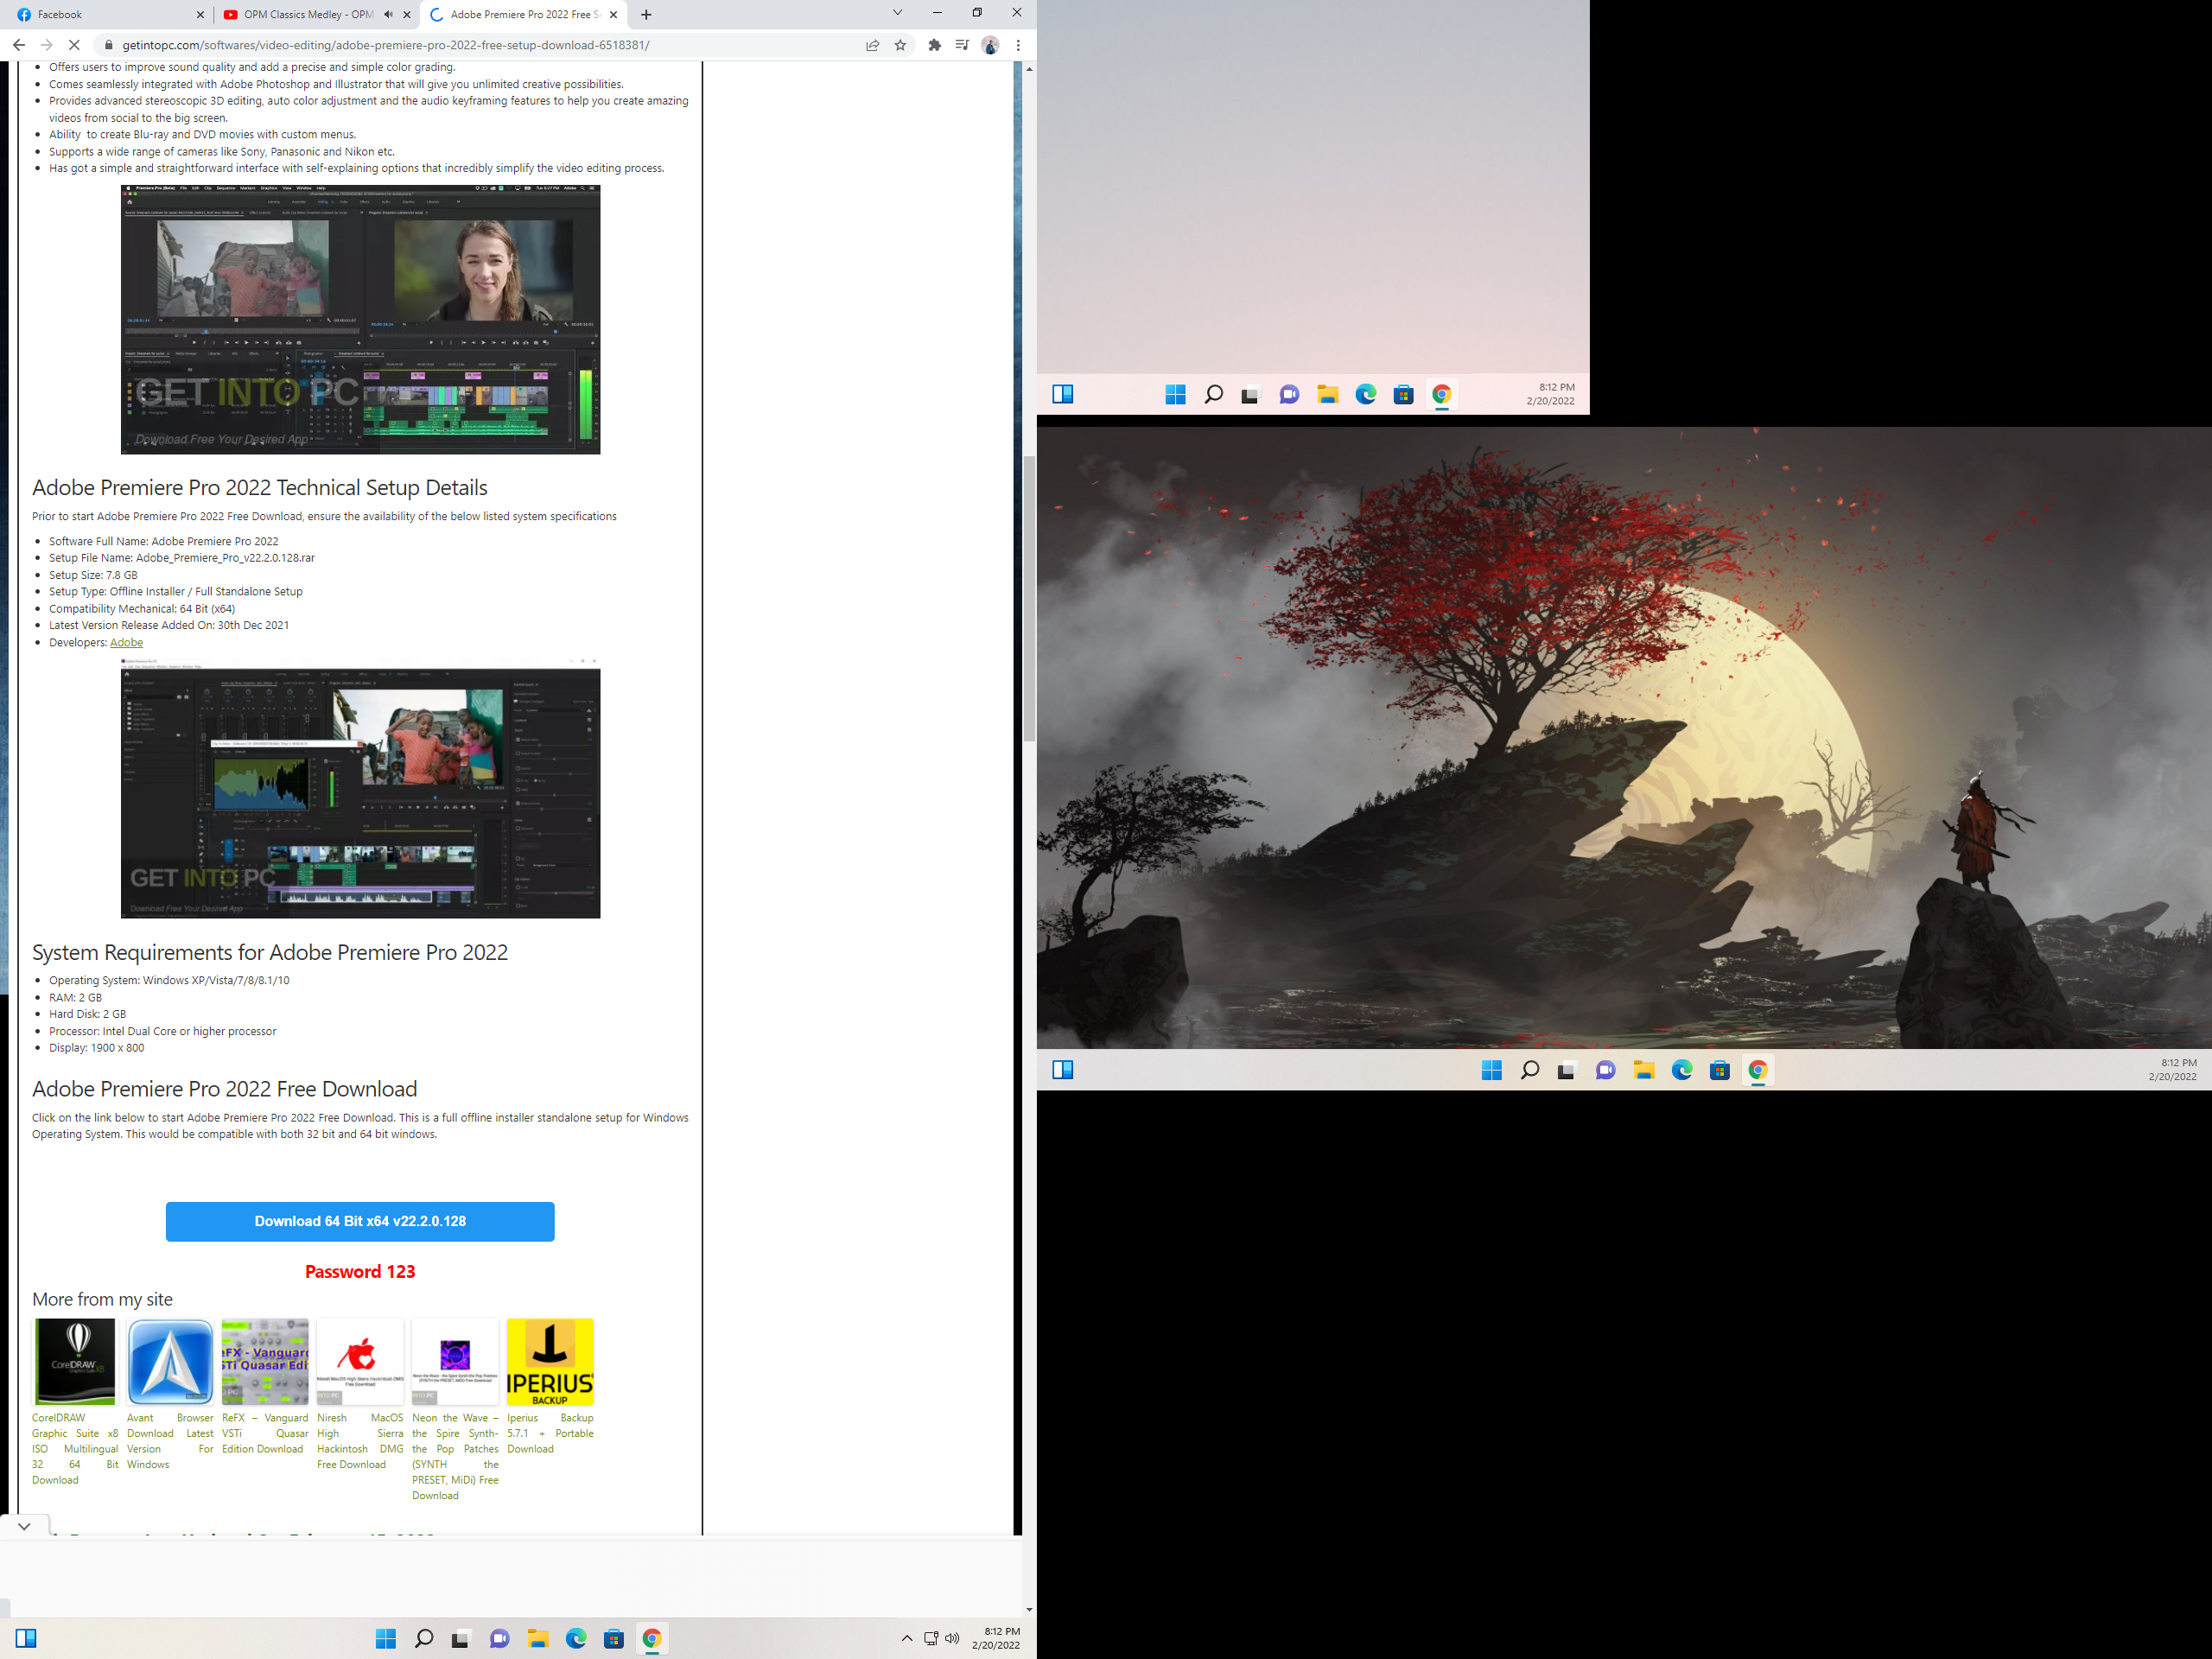 Facebook
OPM Classics Medley - OPM
Adobe Premiere Pro 2022 Free S
getintopc.com/softwares/video-editing/adobe-premiere-pro-2022-free-setup-download-6518381/
Offers users to improve sound quality and add a precise and simple color grading.
Comes seamlessly integrated with Adobe Photoshop and Illustrator that will give you unlimited creative possibilities.
Provides advanced stereoscopic 3D editing, auto color adjustment and the audio keyframing features to help you create amazing
videos from social to the big screen.
Ability to create Blu-ray and DVD movies with custom menus.
Supports a wide range of cameras like Sony, Panasonic and Nikon etc.
Has got a simple and straightforward interface with self-explaining options that incredibly simplify the video editing process.
GET INTO PC
Download Free Your Desired App
Adobe Premiere Pro 2022 Technical Setup Details
Prior to start Adobe Premiere Pro 2022 Free Download, ensure the availability of the below listed system specifications
Software Full Name: Adobe Premiere Pro 2022
Setup File Name: Adobe_Premiere_Pro_v22.2.0.128.rar
Setup Size: 7.8 GB
Setup Type: Offline Installer / Full Standalone Setup
Compatibility Mechanical: 64 Bit (x64)
Latest Version Release Added On: 30th Dec 2021
Developers: Adobe
GET INTO PC
Download Free Your Desired App
System Requirements for Adobe Premiere Pro 2022
Operating System: Windows XP/Vista/7/8/8.1/10
RAM: 2 GB
Hard Disk: 2 GB
Processor: Intel Dual Core or higher processor
Display: 1900 x 800
Adobe Premiere Pro 2022 Free Download
Click on the link below to start Adobe Premiere Pro 2022 Free Download. This is a full offline installer standalone setup for Windows
Operating System. This would be compatible with both 32 bit and 64 bit windows.
Download 64 Bit x64 v22.2.0.128
Password 123
More from my site
CorelDRAW
eFX - Vanguard
STi Quasar Edi
Niresh MacOS High Sierra Hackintosh DMG
Free Download
IPERIUS
BACKUP
CorelDRAW
Graphic Suite x8
ISO Multilingual
32 64 Bit
Download
Avant Browser
Download Latest
Version For
Windows
ReFX – Vanguard
VSTi Quasar
Edition Download
Niresh MacOS
High Sierra
Hackintosh DMG
Free Download
Neon the Wave –
the Spire Synth-
the Pop Patches
(SYNTH the
PRESET, MiDi) Free
Download
Iperius Backup
5.7.1 + Portable
Download
8:12 PM
2/20/2022
8:12 PM
2/20/2022
8:12 PM
2/20/2022